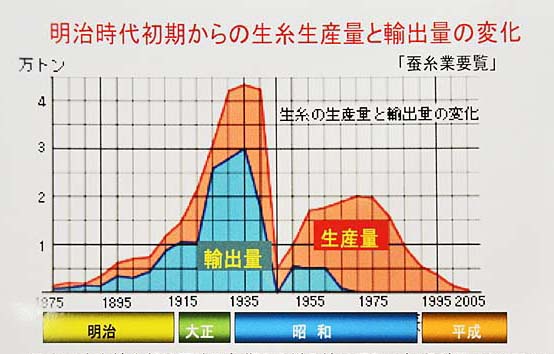 明治時代初期からの生糸生産量と輸出量の変化
万トン
「蚕糸業要覧」
生糸の生産量と輸出量の変化
4
3
2
1
生産量
輸出量
1875 1895 1915 1935 1955 1975 1995 2005
明治 大正 昭和 平成